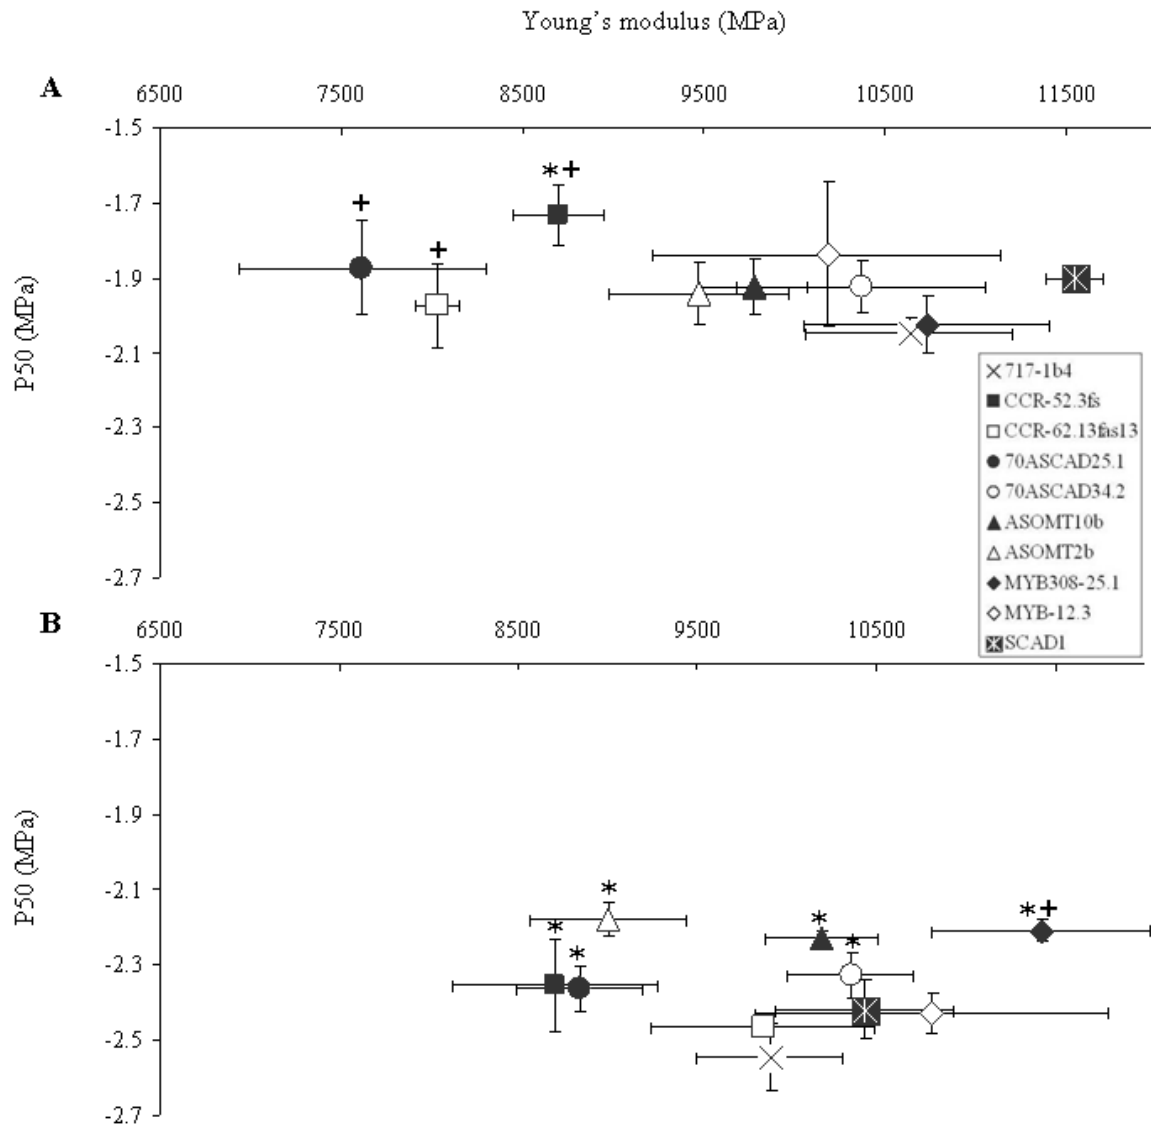 Young's modulus (MPa)
A
6500 7500 8500 9500 10500 11500
-1.5
* +
-1.7
+
+
-1.9
P50 (MPa)
-2.1
-2.3
-2.5
-2.7
717-1b4
CCR-52.3fs
CCR-62.13fas13
70ASCAD25.1
70ASCAD34.2
ASOMT10b
ASOMT2b
MYB308-25.1
MYB-12.3
SCAD1
B
6500 7500 8500 9500 10500
-1.5
-1.7
-1.9
P50 (MPa)
-2.1
*
* +
*
*
*
*
-2.3
-2.5
-2.7